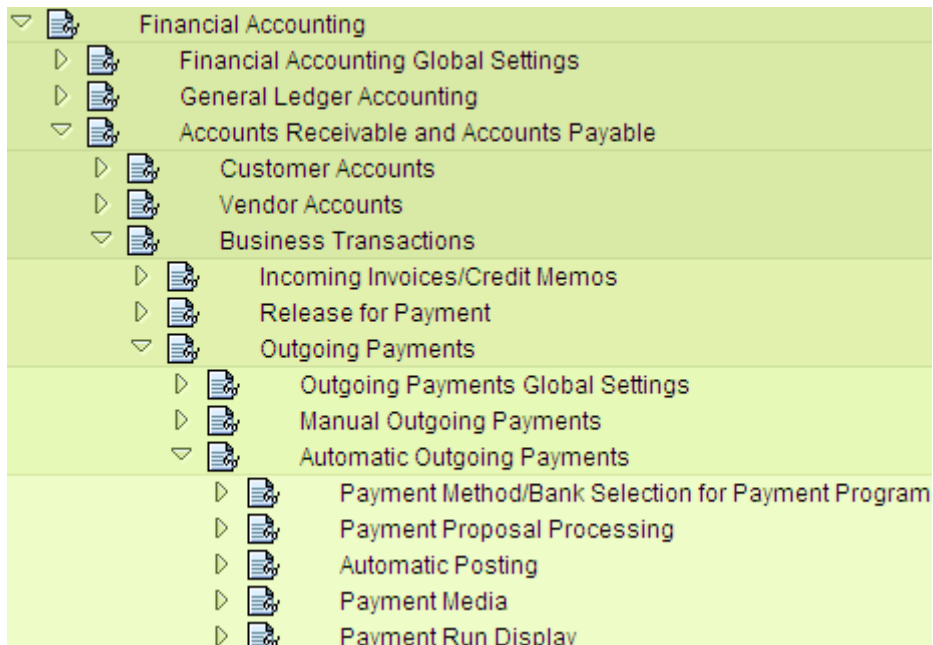 Financial Accounting
Financial Accounting Global Settings
General Ledger Accounting
Accounts Receivable and Accounts Payable
Customer Accounts
Vendor Accounts
Business Transactions
Incoming Invoices/Credit Memos
Release for Payment
Outgoing Payments
Outgoing Payments Global Settings
Manual Outgoing Payments
Automatic Outgoing Payments
Payment Method/Bank Selection for Payment Program
Payment Proposal Processing
Automatic Posting
Payment Media
Payment Run Display